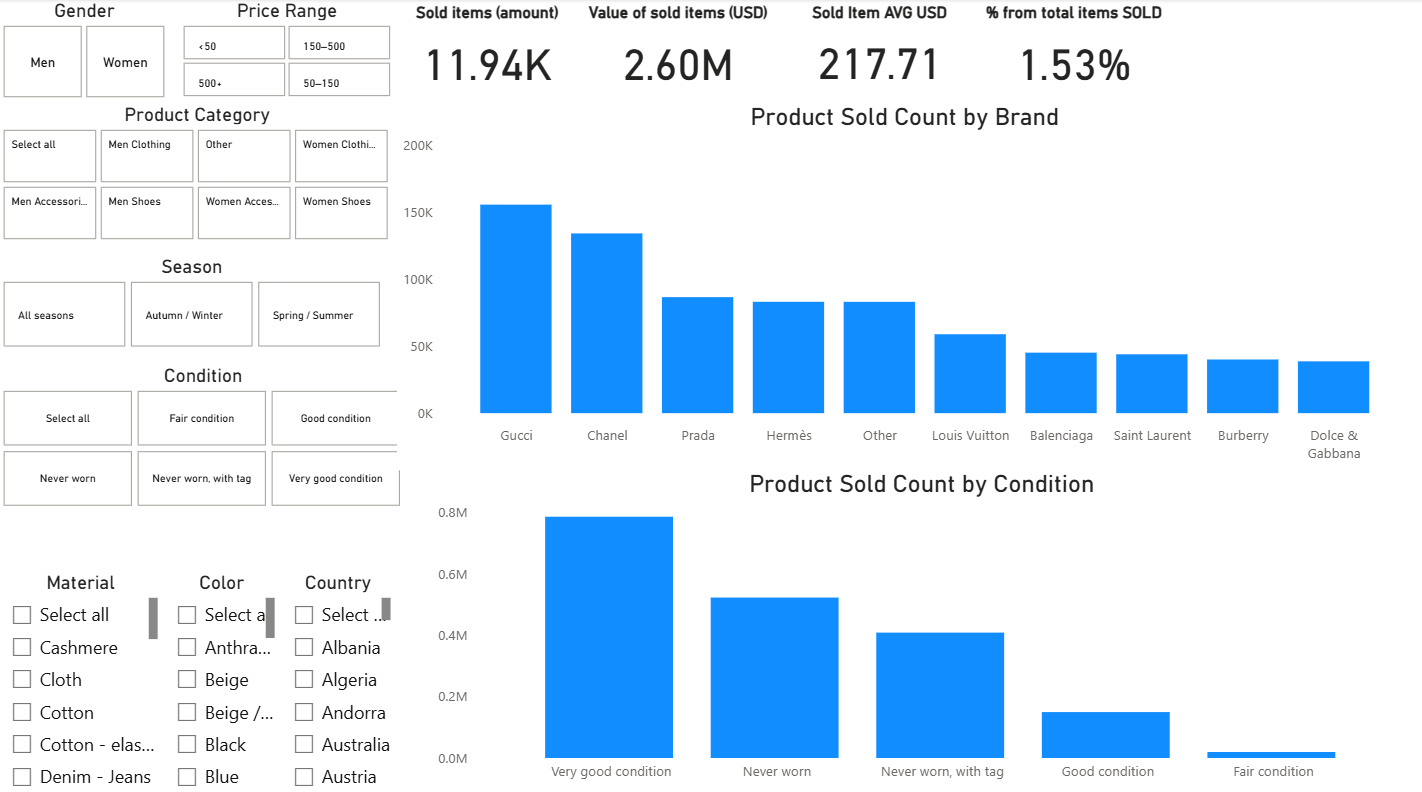 Gender
Men
Women
Price Range
<50
150–500
500+
50–150
Product Category
Select all
Men Clothing
Other
Women Clothi...
Men Accessori...
Men Shoes
Women Acces...
Women Shoes
Season
All seasons
Autumn / Winter
Spring / Summer
Condition
Select all
Fair condition
Good condition
Never worn
Never worn, with tag
Very good condition
Material
Select all
Cashmere
Cloth
Cotton
Cotton - elas...
Denim - Jeans
Color
Select a
Anthra...
Beige
Beige /...
Black
Blue
Country
Select ...
Albania
Algeria
Andorra
Australia
Austria
Sold items (amount)
11.94K
Value of sold items (USD)
2.60M
Sold Item AVG USD
217.71
% from total items SOLD
1.53%
Product Sold Count by Brand
200K
150K
100K
50K
0K
Gucci
Chanel
Prada
Hermès
Other
Louis Vuitton
Balenciaga
Saint Laurent
Burberry
Dolce &
Gabbana
Product Sold Count by Condition
0.8M
0.6M
0.4M
0.2M
0.0M
Very good condition
Never worn
Never worn, with tag
Good condition
Fair condition